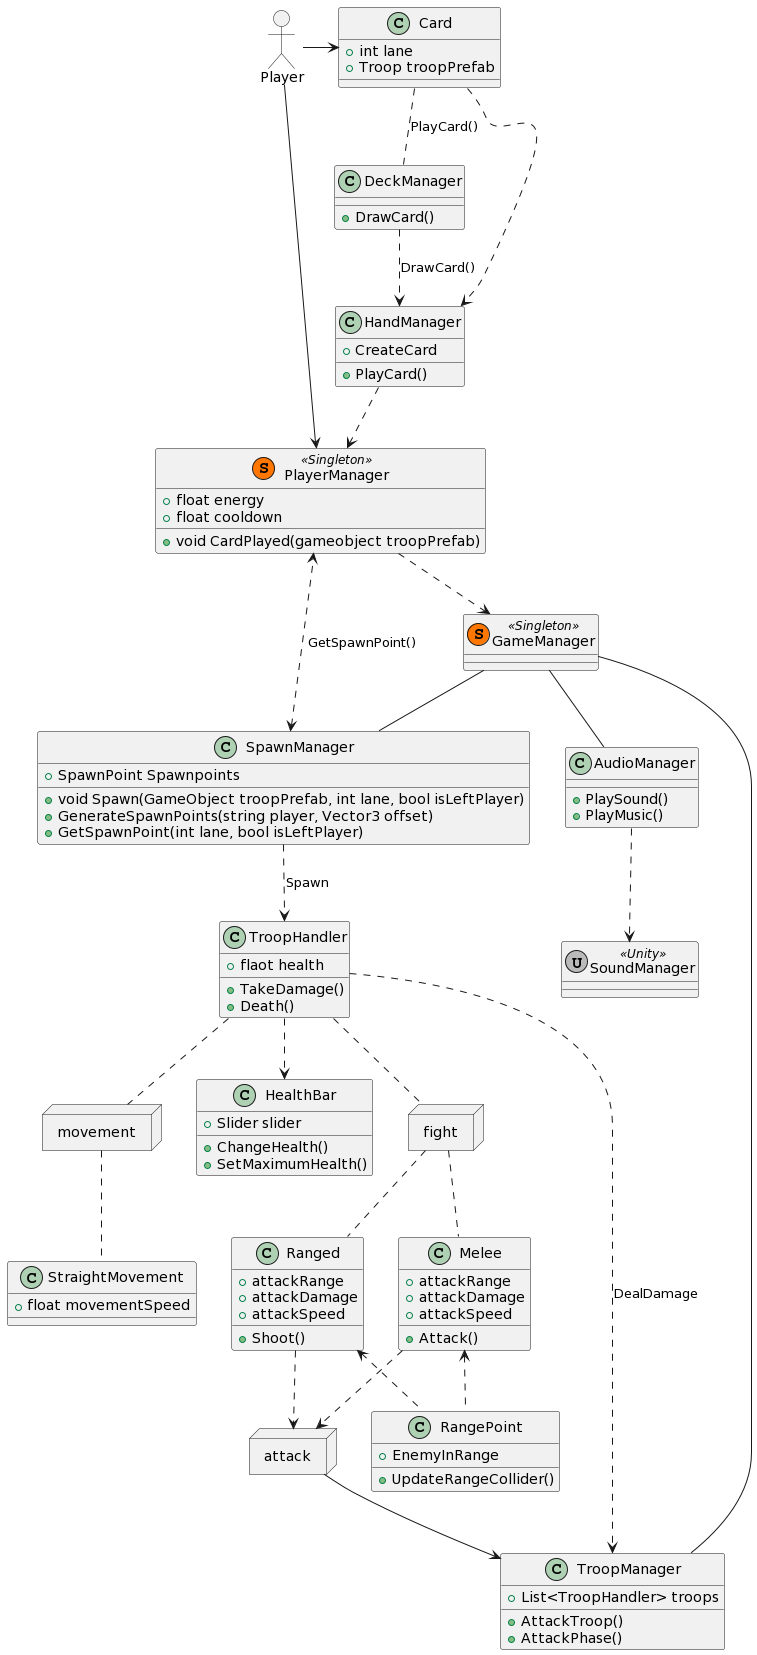 C Card
int lane
Troop troopPrefab
Player
PlayCard()
C DeckManager
DrawCard()
DrawCard()
C HandManager
CreateCard
PlayCard()
S «Singleton»
PlayerManager
float energy
float cooldown
void CardPlayed(gameobject troopPrefab)
GetSpawnPoint()
S «Singleton»
GameManager
C SpawnManager
SpawnPoint Spawnpoints
void Spawn(GameObject troopPrefab, int lane, bool isLeftPlayer)
GenerateSpawnPoints(string player, Vector3 offset)
GetSpawnPoint(int lane, bool isLeftPlayer)
C AudioManager
PlaySound()
PlayMusic()
Spawn
C TroopHandler
flaot health
TakeDamage()
Death()
U «Unity»
SoundManager
movement
C HealthBar
Slider slider
ChangeHealth()
SetMaximumHealth()
fight
C StraightMovement
float movementSpeed
C Ranged
attackRange
attackDamage
attackSpeed
Shoot()
C Melee
attackRange
attackDamage
attackSpeed
Attack()
DealDamage
attack
C RangePoint
EnemyInRange
UpdateRangeCollider()
C TroopManager
List<TroopHandler> troops
AttackTroop()
AttackPhase()